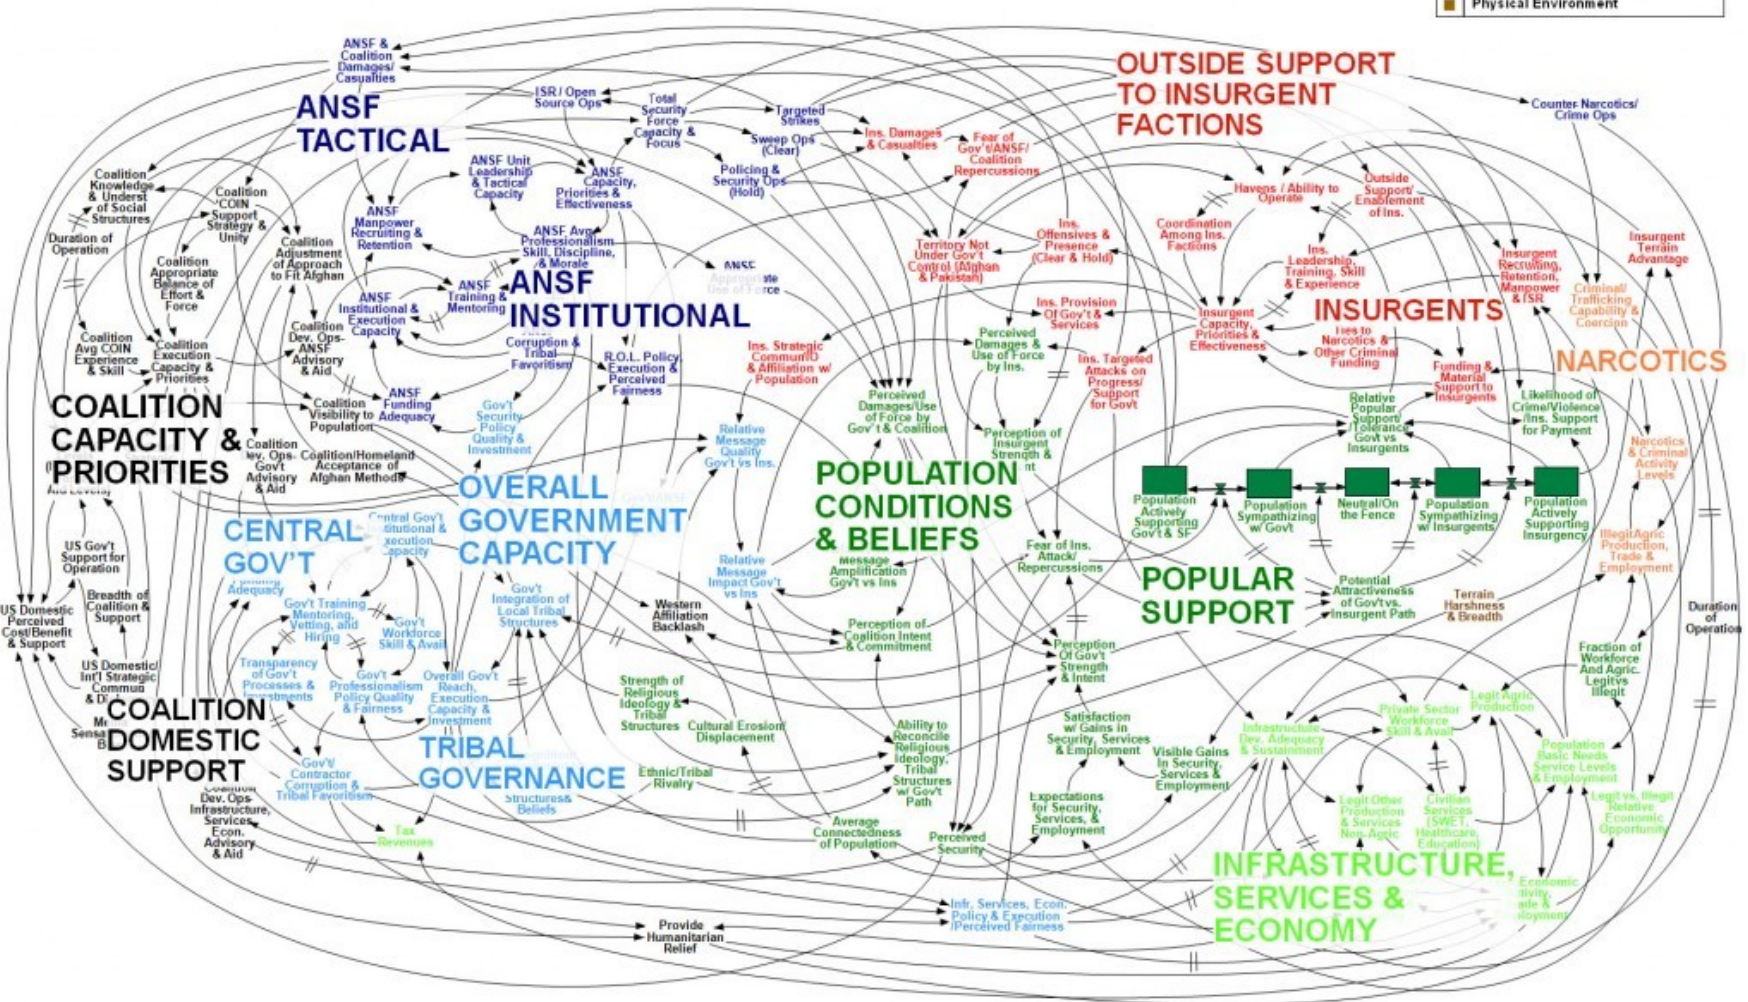 Physical Environment
ANSF &
Coalition
Damages/
Casualties
ANSF
TACTICAL
ISR / Open
Source Ops
Total
Security
Force
Capacity &
Focus
Targeted
Strikes
Sweep Ops
(Clear)
Policing &
Security Ops
(Hold)
Ins. Damages
& Casualties
Fear of
Gov't/ANSF/
Coalition
Repercussions
OUTSIDE SUPPORT
TO INSURGENT
FACTIONS
Counter-Narcotics/
Crime Ops
Coalition
Knowledge
& Underst
of Social
Structures
Coalition
COIN
Support
Strategy &
Unity
Duration of
Operation
Coalition
Adjustment
of Approach
to Fit Afghan
Coalition
Appropriate
Balance of
Effort &
Force
ANSF Unit
Leadership
& Tactical
Capacity
ANSF
Capacity,
Priorities &
Effectiveness
ANSF
Manpower
Recruiting &
Retention
ANSF Avg
Professionalism
Skill, Discipline,
& Morale
ANSF
Training &
Mentoring
ANSF
Institutional &
Execution
Capacity
ANSF
INSTITUTIONAL
ANSF
Appropriate
Use of Force
Corruption &
Tribal
Favoritism
R.O.L. Policy,
Execution &
Perceived
Fairness
Territory Not
Under Gov't
Control (Afghan
& Pakistan)
Ins.
Offensives &
Presence
(Clear & Hold)
Ins. Provision
Of Gov't &
Services
Perceived
Damages &
Use of Force
by Ins.
Ins. Strategic
Commun/IO
& Affiliation w/
Population
Ins. Targeted
Attacks on
Progress/
Support
for Gov't
Havens / Ability to
Operate
Outside
Support/
Enablement
of Ins.
Coordination
Among Ins.
Factions
Ins.
Leadership,
Training, Skill
& Experience
Insurgent
Recruiting,
Retention,
Manpower
& ISR
Insurgent
Terrain
Advantage
Criminal/
Trafficking
Capability &
Coercion
Insurgent
Capacity,
Priorities &
Effectiveness
INSURGENTS
Ties to
Narcotics &
Other Criminal
Funding
Funding &
Material
Support to
Insurgents
NARCOTICS
Coalition
Avg COIN
Experience
& Skill
Coalition
Execution
Capacity &
Priorities
Coalition
Dev. Ops-
ANSF
Advisory
& Aid
ANSF
Funding
Adequacy
Coalition
Visibility to
Population
COALITION
CAPACITY &
PRIORITIES
Coalition
Dev. Ops-
Gov't
Advisory
& Aid
Coalition/Homeland
Acceptance of
Afghan Methods
Gov't
Security
Policy
Quality &
Investment
Relative
Message
Quality
Gov't vs Ins.
Perceived
Damages/Use
of Force by
Gov't & Coalition
Perception of
Insurgent
Strength &
Relative
Popular
Support/
Tolerance
Gov't vs
Insurgents
Likelihood of
Crime/Violence
/Ins. Support
for Payment
Narcotics
& Criminal
Activity
Levels
OVERALL
GOVERNMENT
CAPACITY
POPULATION
CONDITIONS
& BELIEFS
Population
Actively
Supporting
Gov't & SF
Population
Sympathizing
w/ Gov't
Neutral/On
the Fence
Population
Sympathizing
w/ Insurgents
Population
Actively
Supporting
Insurgency
CENTRAL
GOV'T
Central Gov't
Institutional &
Execution
Capacity
US Gov't
Support for
Operation
Breadth of
Coalition &
Support
US Domestic
Perceived
Cost/Benefit
& Support
US Domestic/
Int'l Strategic
Commun
Adequacy
Gov't Training
Mentoring,
Vetting, and
Hiring
Gov't
Workforce
Skill & Avail
Gov't
Integration of
Local Tribal
Structures
Relative
Message
Impact Gov't
vs Ins
Message
Amplification
Gov't vs Ins
Fear of Ins.
Attack/
Repercussions
POPULAR
SUPPORT
Potential
Attractiveness
of Gov't vs.
Insurgent Path
Terrain
Harshness
& Breadth
Illegit Agric
Production,
Trade &
Employment
Duration
of
Operation
Western
Affiliation
Backlash
Perception of
Coalition Intent
& Commitment
Perception
Of Gov't
Strength
& Intent
Fraction of
Workforce
And Agric.
Legit vs
Illegit
Transparency
of Gov't
Processes &
Investments
Gov't
Professionalism
Policy Quality
& Fairness
Overall Gov't
Reach,
Execution
Capacity &
Investment
Strength of
Religious
Ideology &
Tribal
Structures
Cultural Erosion/
Displacement
Ability to
Reconcile
Religious
Ideology,
Tribal
Structures
w/ Gov't
Path
Satisfaction
w/ Gains in
Security, Services
& Employment
Visible Gains
In Security,
Services &
Employment
Infrastructure
Dev. Adequacy
& Sustainment
Private Sector
Workforce
Skill & Avail
Legit Agric
Production
Population
Basic Needs
Service Levels
& Employment
COALITION
DOMESTIC
SUPPORT
TRIBAL
GOVERNANCE
Gov't/
Contractor
Corruption &
Tribal Favoritism
Structures&
Beliefs
Ethnic/Tribal
Rivalry
Expectations
for Security,
Services, &
Employment
Legit Other
Production
& Services
Non-Agric
Civilian
Services
(SWET,
Healthcare,
Education)
Legit vs. Illegit
Relative
Economic
Opportunity
Coalition
Dev. Ops-
Infrastructure,
Services,
Econ.
Advisory
& Aid
Tax
Revenues
Average
Connectedness
of Population
Perceived
Security
INFRASTRUCTURE,
SERVICES &
ECONOMY
Economic
Infr. Services, Econ.
Policy & Execution
/Perceived Fairness
Provide
Humanitarian
Relief